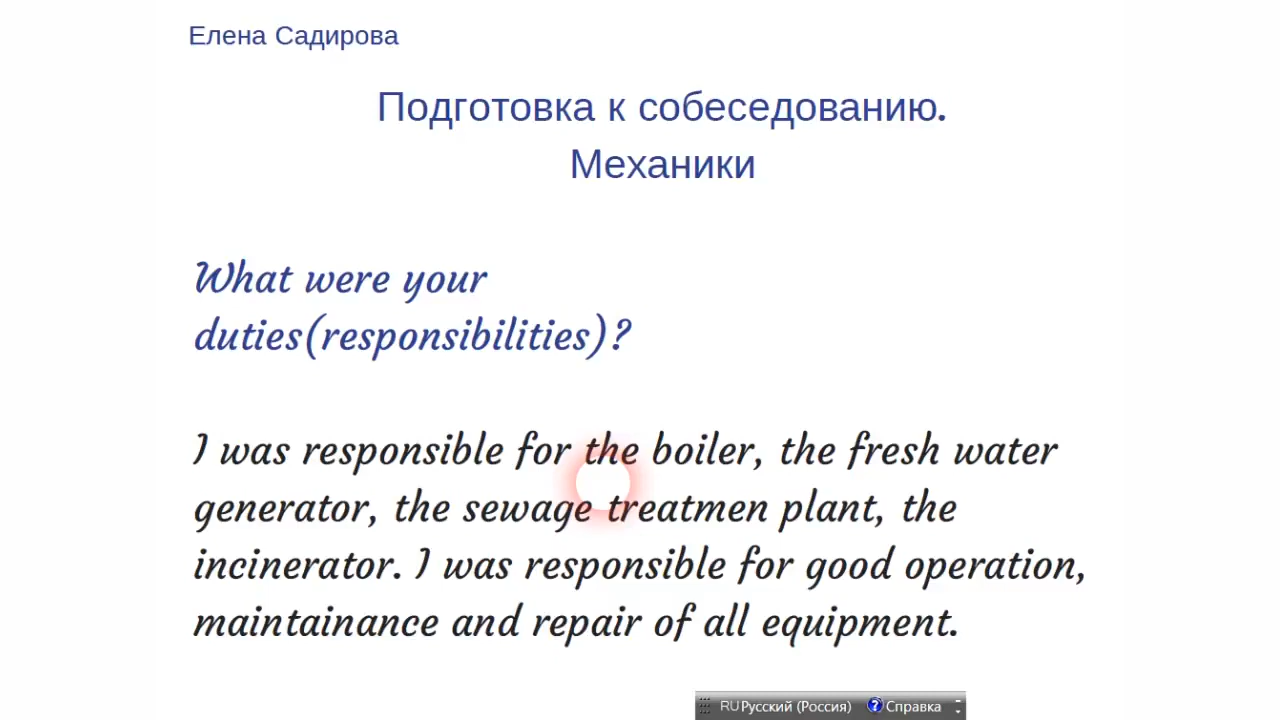 Елена Садирова
Подготовка к собеседованию.
Механики
What were your
duties(responsibilities)?
I was responsible for the boiler, the fresh water
generator, the sewage treatmen plant, the
incinerator. I was responsible for good operation,
maintainance and repair of all equipment.
RU Русский (Россия) ? Справка